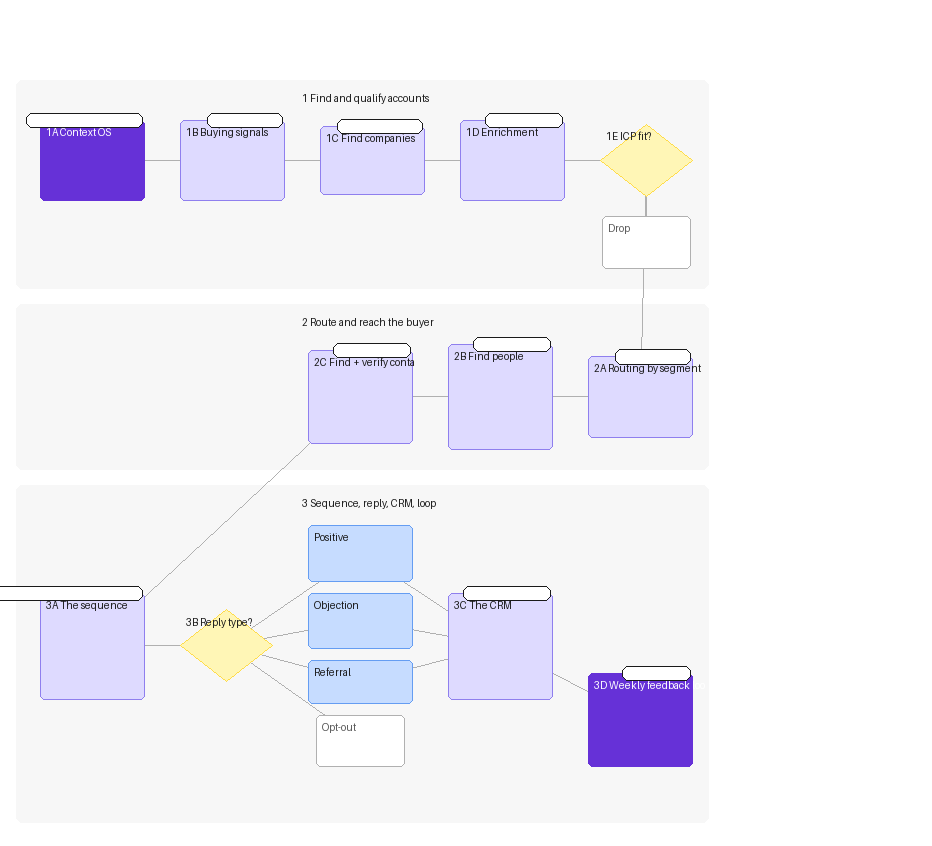 1 Find and qualify accounts
1A Context OS
1B Buying signals
1C Find companies
1D Enrichment
1E ICP fit?
Drop
2 Route and reach the buyer
2C Find + verify conta
2B Find people
2A Routing by segment
3 Sequence, reply, CRM, loop
Positive
3A The sequence
3B Reply type?
Objection
3C The CRM
Referral
3D Weekly feedback
Opt-out